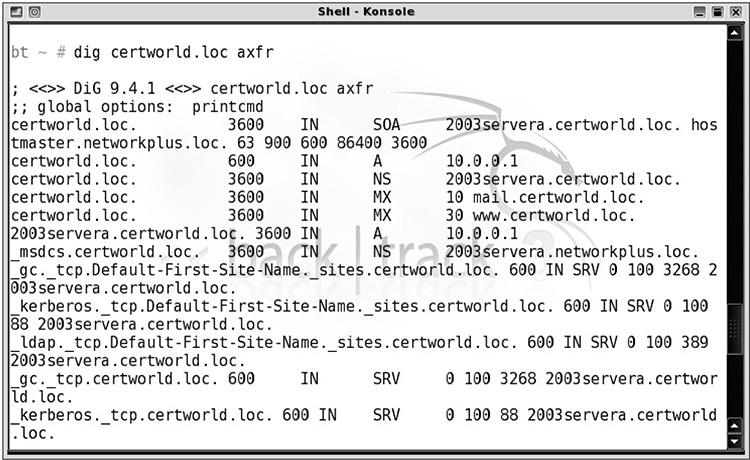 Shell - Konsole
bt ~ # dig certworld.loc axfr
; <<>> DiG 9.4.1 <<>> certworld.loc axfr
;; global options:  printcmd
certworld.loc.          3600    IN      SOA     2003servera.certworld.loc. hos
tmaster.networkplus.loc. 63 900 600 86400 3600
certworld.loc.          600     IN      A       10.0.0.1
certworld.loc.          3600    IN      NS      2003servera.certworld.loc.
certworld.loc.          3600    IN      MX      10 mail.certworld.loc.
certworld.loc.          3600    IN      MX      30 www.certworld.loc.
2003servera.certworld.loc. 3600 IN      A       10.0.0.1
_msdcs.certworld.loc.   3600    IN      NS      2003servera.networkplus.loc.
_gc._tcp.Default-First-Site-Name._sites.certworld.loc. 600 IN SRV 0 100 3268 2
003servera.certworld.loc.
_kerberos._tcp.Default-First-Site-Name._sites.certworld.loc. 600 IN SRV 0 100
88 2003servera.certworld.loc.
_ldap._tcp.Default-First-Site-Name._sites.certworld.loc. 600 IN SRV 0 100 389
2003servera.certworld.loc.
_gc._tcp.certworld.loc. 600     IN      SRV     0 100 3268 2003servera.certwor
ld.loc.
_kerberos._tcp.certworld.loc. 600 IN    SRV     0 100 88 2003servera.certworld
.loc.
<< back | track 3